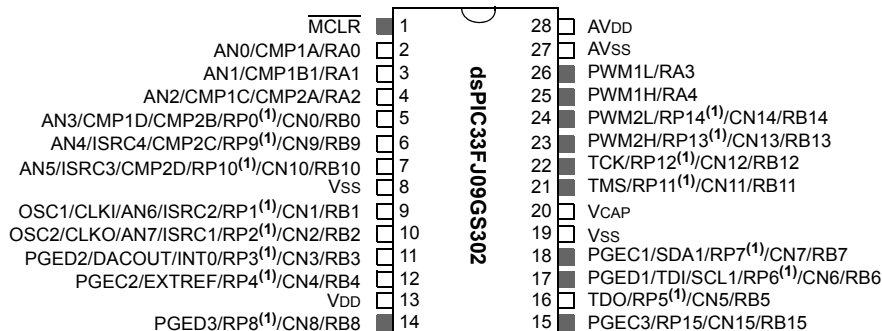 MCLR 1
AN0/CMP1A/RA0 2
AN1/CMP1B1/RA1 3
AN2/CMP1C/CMP2A/RA2 4
AN3/CMP1D/CMP2B/RP0(1)/CN0/RB0 5
AN4/ISRC4/CMP2C/RP9(1)/CN9/RB9 6
AN5/ISRC3/CMP2D/RP10(1)/CN10/RB10 7
VSS 8
OSC1/CLKI/AN6/ISRC2/RP1(1)/CN1/RB1 9
OSC2/CLKO/AN7/ISRC1/RP2(1)/CN2/RB2 10
PGED2/DACOUT/INT0/RP3(1)/CN3/RB3 11
PGEC2/EXTREF/RP4(1)/CN4/RB4 12
VDD 13
PGED3/RP8(1)/CN8/RB8 14
dsPIC33FJ09GS302
28 AVDD
27 AVSS
26 PWM1L/RA3
25 PWM1H/RA4
24 PWM2L/RP14(1)/CN14/RB14
23 PWM2H/RP13(1)/CN13/RB13
22 TCK/RP12(1)/CN12/RB12
21 TMS/RP11(1)/CN11/RB11
20 VCAP
19 VSS
18 PGEC1/SDA1/RP7(1)/CN7/RB7
17 PGED1/TDI/SCL1/RP6(1)/CN6/RB6
16 TDO/RP5(1)/CN5/RB5
15 PGEC3/RP15/CN15/RB15